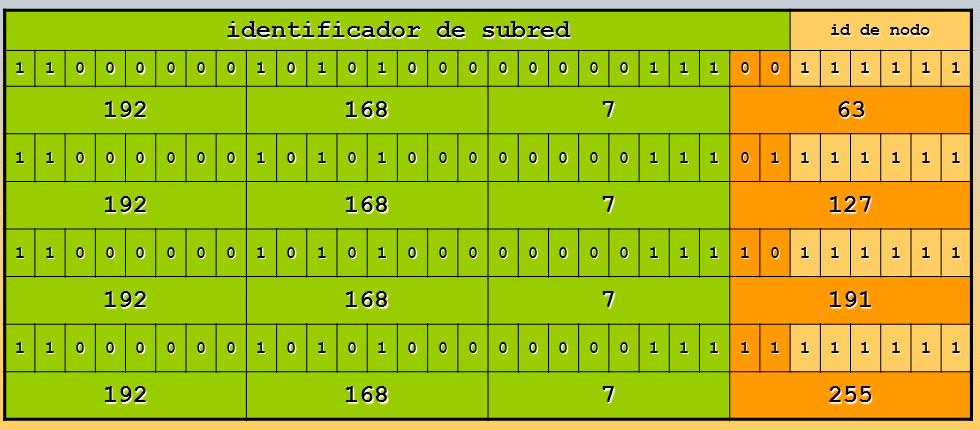 identificador de subred id de nodo
1 1 0 0 0 0 0 0 1 0 1 0 1 0 0 0 0 0 0 0 0 1 1 1 0 0 1 1 1 1 1 1
192 168 7 63
1 1 0 0 0 0 0 0 1 0 1 0 1 0 0 0 0 0 0 0 0 1 1 1 0 1 1 1 1 1 1 1
192 168 7 127
1 1 0 0 0 0 0 0 1 0 1 0 1 0 0 0 0 0 0 0 0 1 1 1 1 0 1 1 1 1 1 1
192 168 7 191
1 1 0 0 0 0 0 0 1 0 1 0 1 0 0 0 0 0 0 0 0 1 1 1 1 1 1 1 1 1 1 1
192 168 7 255